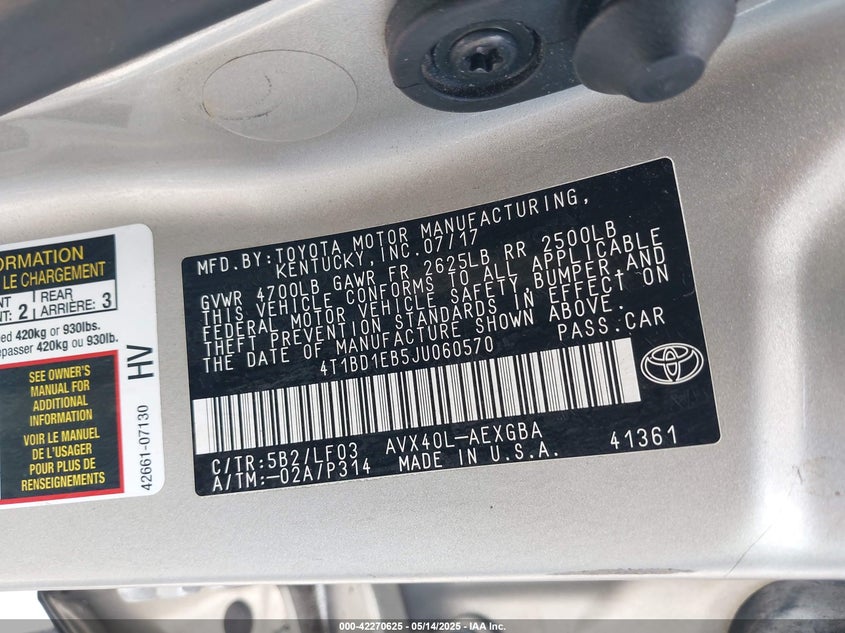 ORMATION
LE CHARGEMENT
NT 2 REAR
NT: ARRIÈRE: 3
ed 420kg or 930lbs.
epasser 420kg ou 930lb.
SEE OWNER'S
MANUAL FOR
ADDITIONAL
INFORMATION
VOIR LE MANUEL
DE L'USAGER
POUR PLUS DE
RENSEIGNEMENTS
HV
42661-07130
MFD.BY: TOYOTA MOTOR MANUFACTURING,
KENTUCKY, INC. 07/17
GVWR 4700LB GAWR FR 2625LB RR 2500LB
THIS VEHICLE CONFORMS TO ALL APPLICABLE
FEDERAL MOTOR VEHICLE SAFETY, BUMPER, AND
THEFT PREVENTION STANDARDS IN EFFECT ON
THE DATE OF MANUFACTURE SHOWN ABOVE.
4T1BD1EB5JU060570 PASS.CAR
C/TR:5B2/LF03 AVX40L-AEXGBA 41361
A/TM:-02A/P314 MADE IN U.S.A.
000-42270625 - 05/14/2025 - IAA Inc.